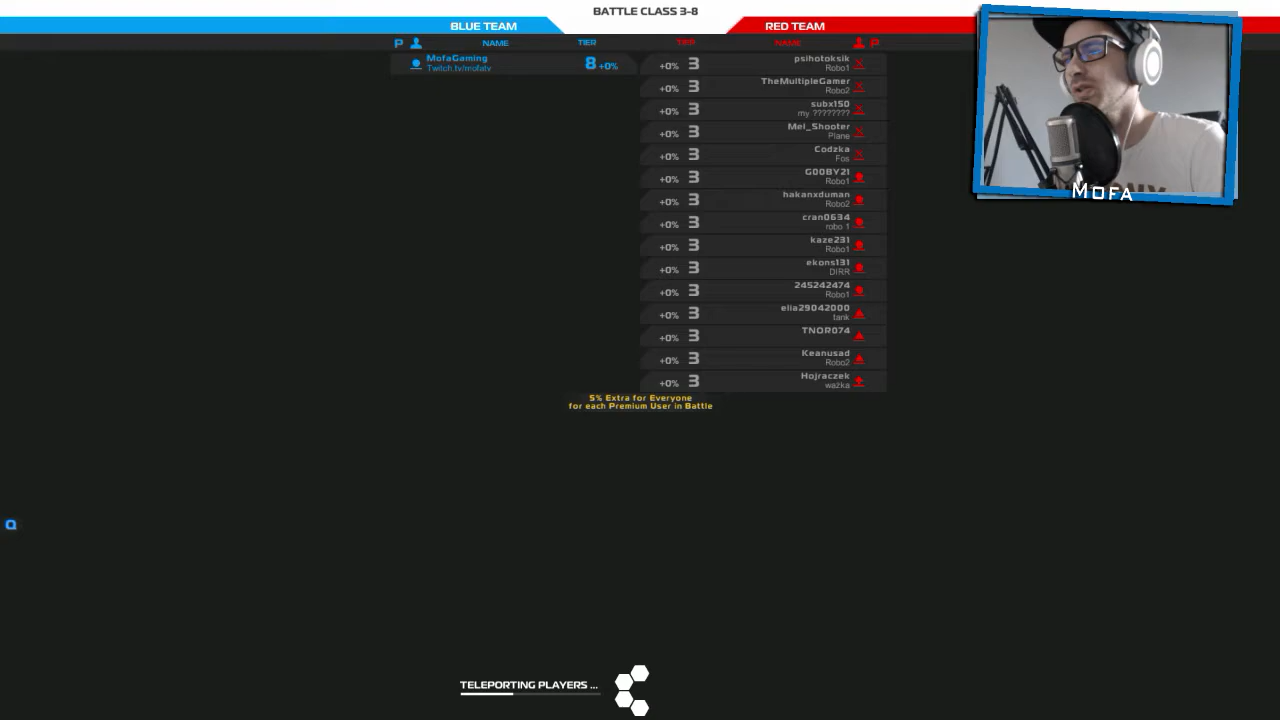 BATTLE CLASS 3-8
BLUE TEAM
RED TEAM
P NAME TIER
TIER NAME P
MofaGaming
Twitch.tv/mofatv
8 +0%
+0% 3 psihotoksik
Robo1
+0% 3 TheMultipleGamer
Robo2
+0% 3 subx150
my ????????
+0% 3 Mel_Shooter
Plane
+0% 3 Codzka
Fos
+0% 3 G00BY21
Robo1
+0% 3 hakanxduman
Robo2
+0% 3 cran0634
robo 1
+0% 3 kaze231
Robo1
+0% 3 ekons131
DIRR
+0% 3 245242474
Robo1
+0% 3 elia29042000
tank
+0% 3 TNOR074
+0% 3 Keanusad
Robo2
+0% 3 Hojraczek
ważka
5% Extra for Everyone
for each Premium User in Battle
Q
TELEPORTING PLAYERS ...
MOFA